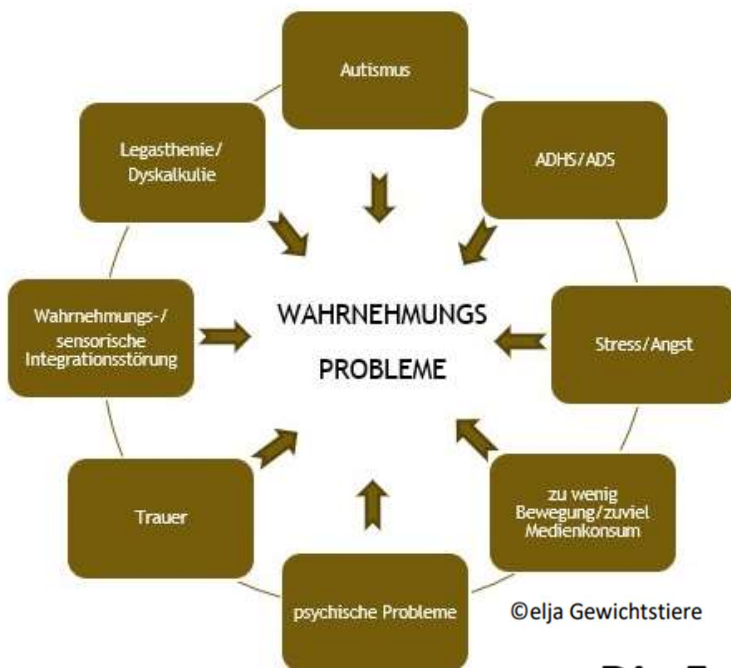 Autismus
ADHS/ADS
Stress/Angst
zu wenig
Bewegung/zuviel
Medienkonsum
psychische Probleme
Trauer
Wahrnehmungs-/
sensorische
Integrationsstörung
Legasthenie/
Dyskalkulie
WAHRNEHMUNGS
PROBLEME
©elja Gewichtstiere